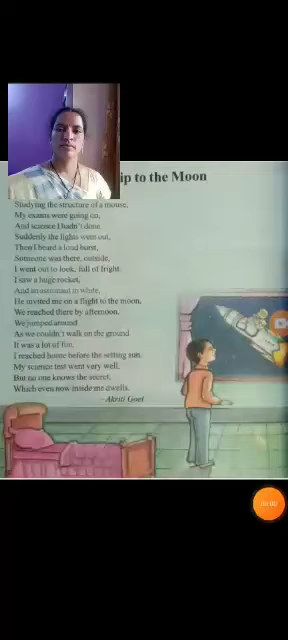 ip to the Moon
Studying the structure of a mouse,
My exams were going on,
And science I hadn't done.
Suddenly the lights went out,
Then I heard a loud burst,
Someone was there, outside,
I went out to look, full of fright.
I saw a huge rocket,
And an astronaut in white,
He invited me on a flight to the moon,
We reached there by afternoon.
We jumped around
As we couldn't walk on the ground.
It was a lot of fun,
I reached home before the setting sun.
My science test went very well,
But no one knows the secret,
Which even now inside me dwells.
– Akriti Goel